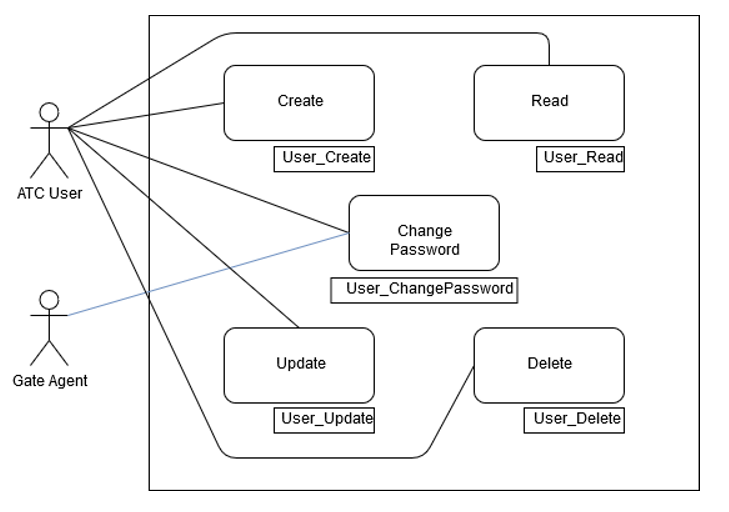 Create
Read
User_Create
User_Read
ATC User
Change
Password
User_ChangePassword
Gate Agent
Update
Delete
User_Update
User_Delete